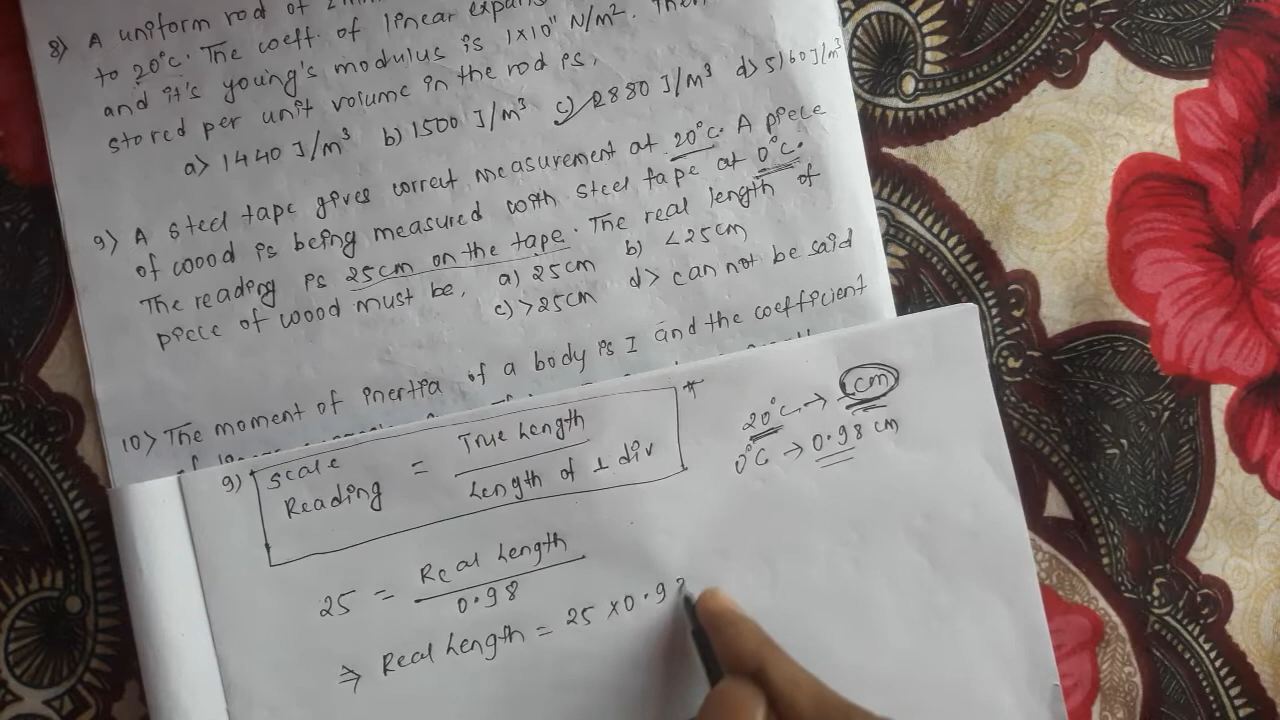 8) A uniform rod of
to 20°C. The coeff. of linear
and it's young's modulus is 1×10¹¹ N/m². Then
stored per unit volume in the rod is,
a) 1440 J/m³ b) 1500 J/m³ c) 2880 J/m³ d) 5160 J/m³
9) A steel tape gives correct measurement at 20°C. A piece
of wood is being measured with steel tape at 0°C.
The reading is 25cm on the tape. The real length of
piece of wood must be, a) 25cm b) <25cm
c) >25cm d) can not be said
10) The moment of inertia of a body is I and the coefficient
9) Scale Reading = True Length / Length of 1 div
20°C → 1cm
0°C → 0.98 cm
25 = Real Length / 0.98
⇒ Real Length = 25 × 0.9